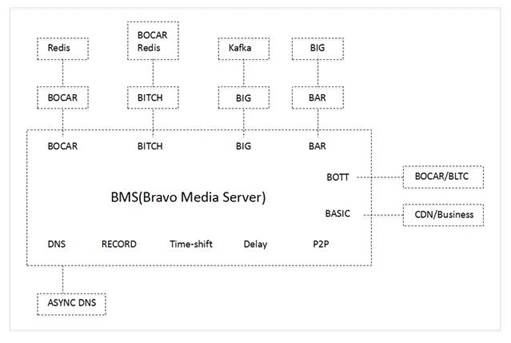 Redis
BOCAR
Redis
Kafka
BIG
BOCAR
BITCH
BIG
BAR
BOCAR
BITCH
BIG
BAR
BOTT
BOCAR/BLTC
BMS(Bravo Media Server)
BASIC
CDN/Business
DNS
RECORD
Time-shift
Delay
P2P
ASYNC DNS